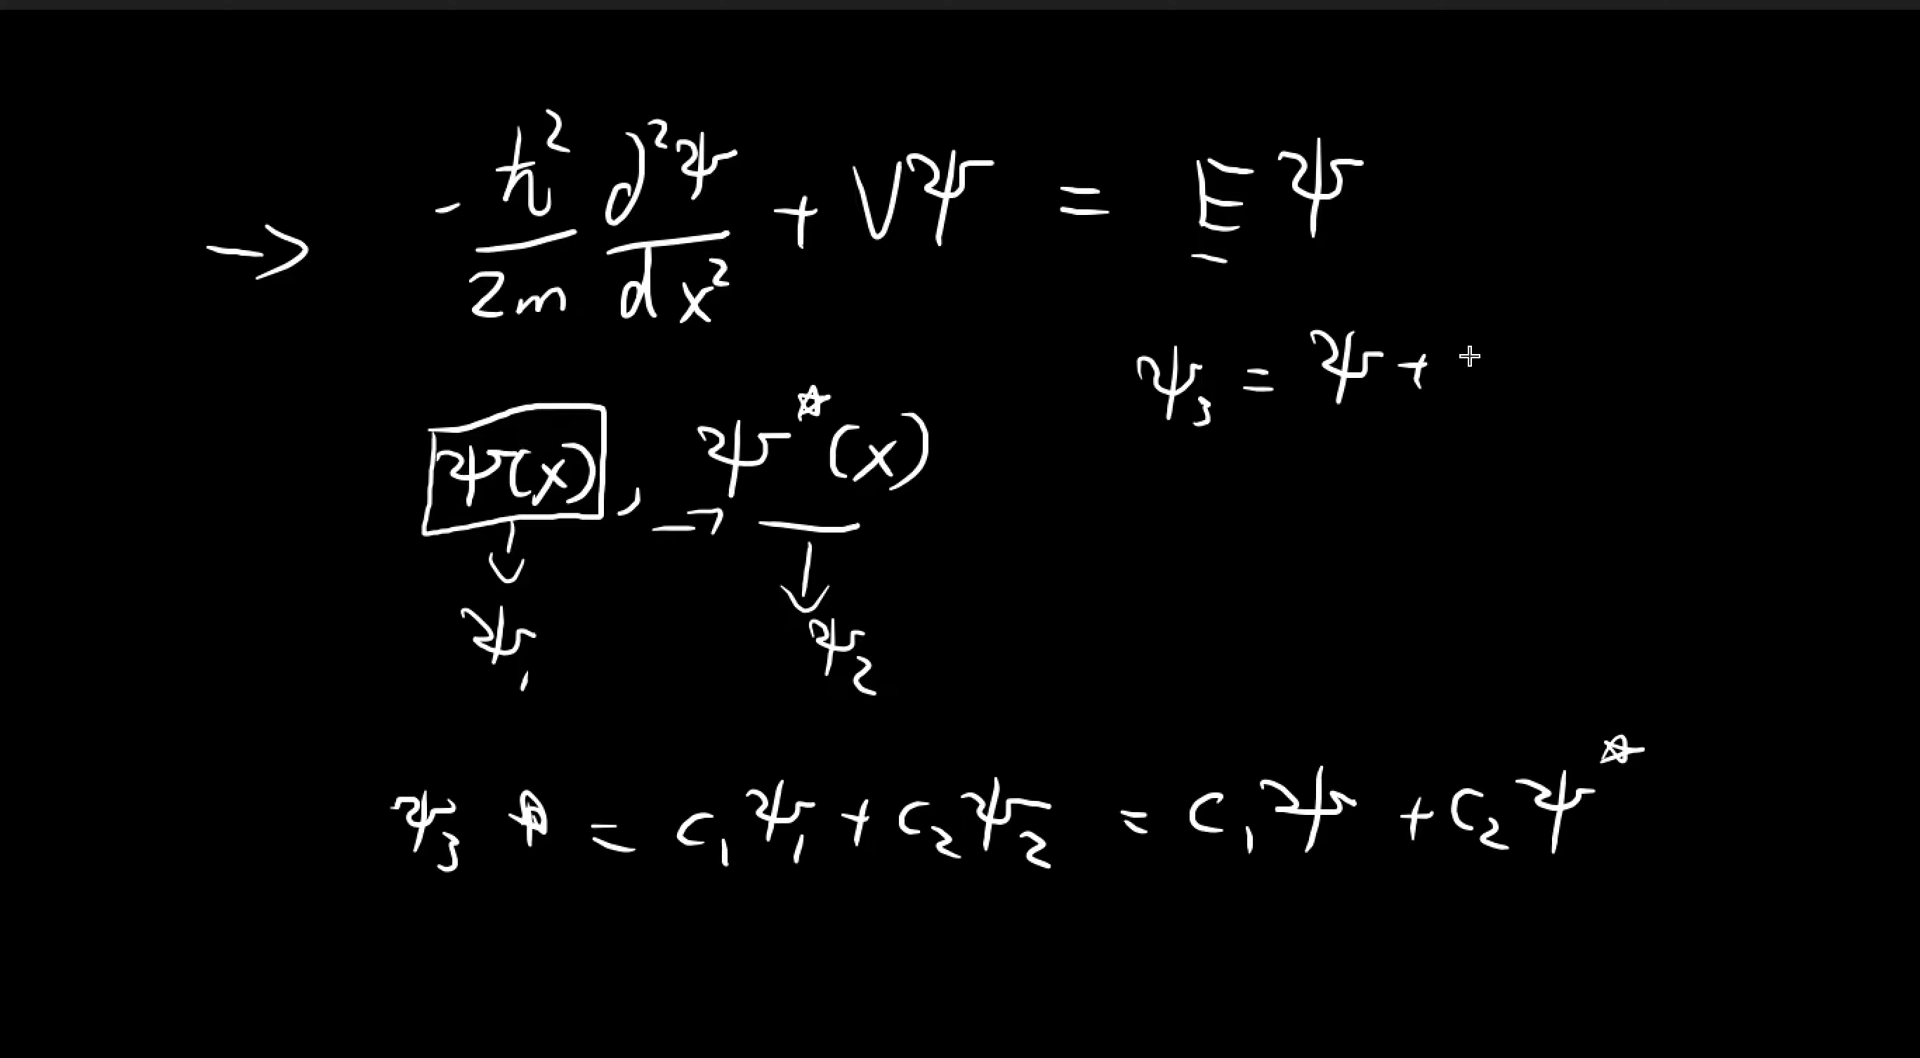 → -ħ²/2m d²ψ/dx² + Vψ = Eψ
ψ₃ = ψ +
ψ(x), → ψ*(x)
ψ₁ ψ₂
ψ₃ = c₁ψ₁ + c₂ψ₂ = c₁ψ + c₂ψ*